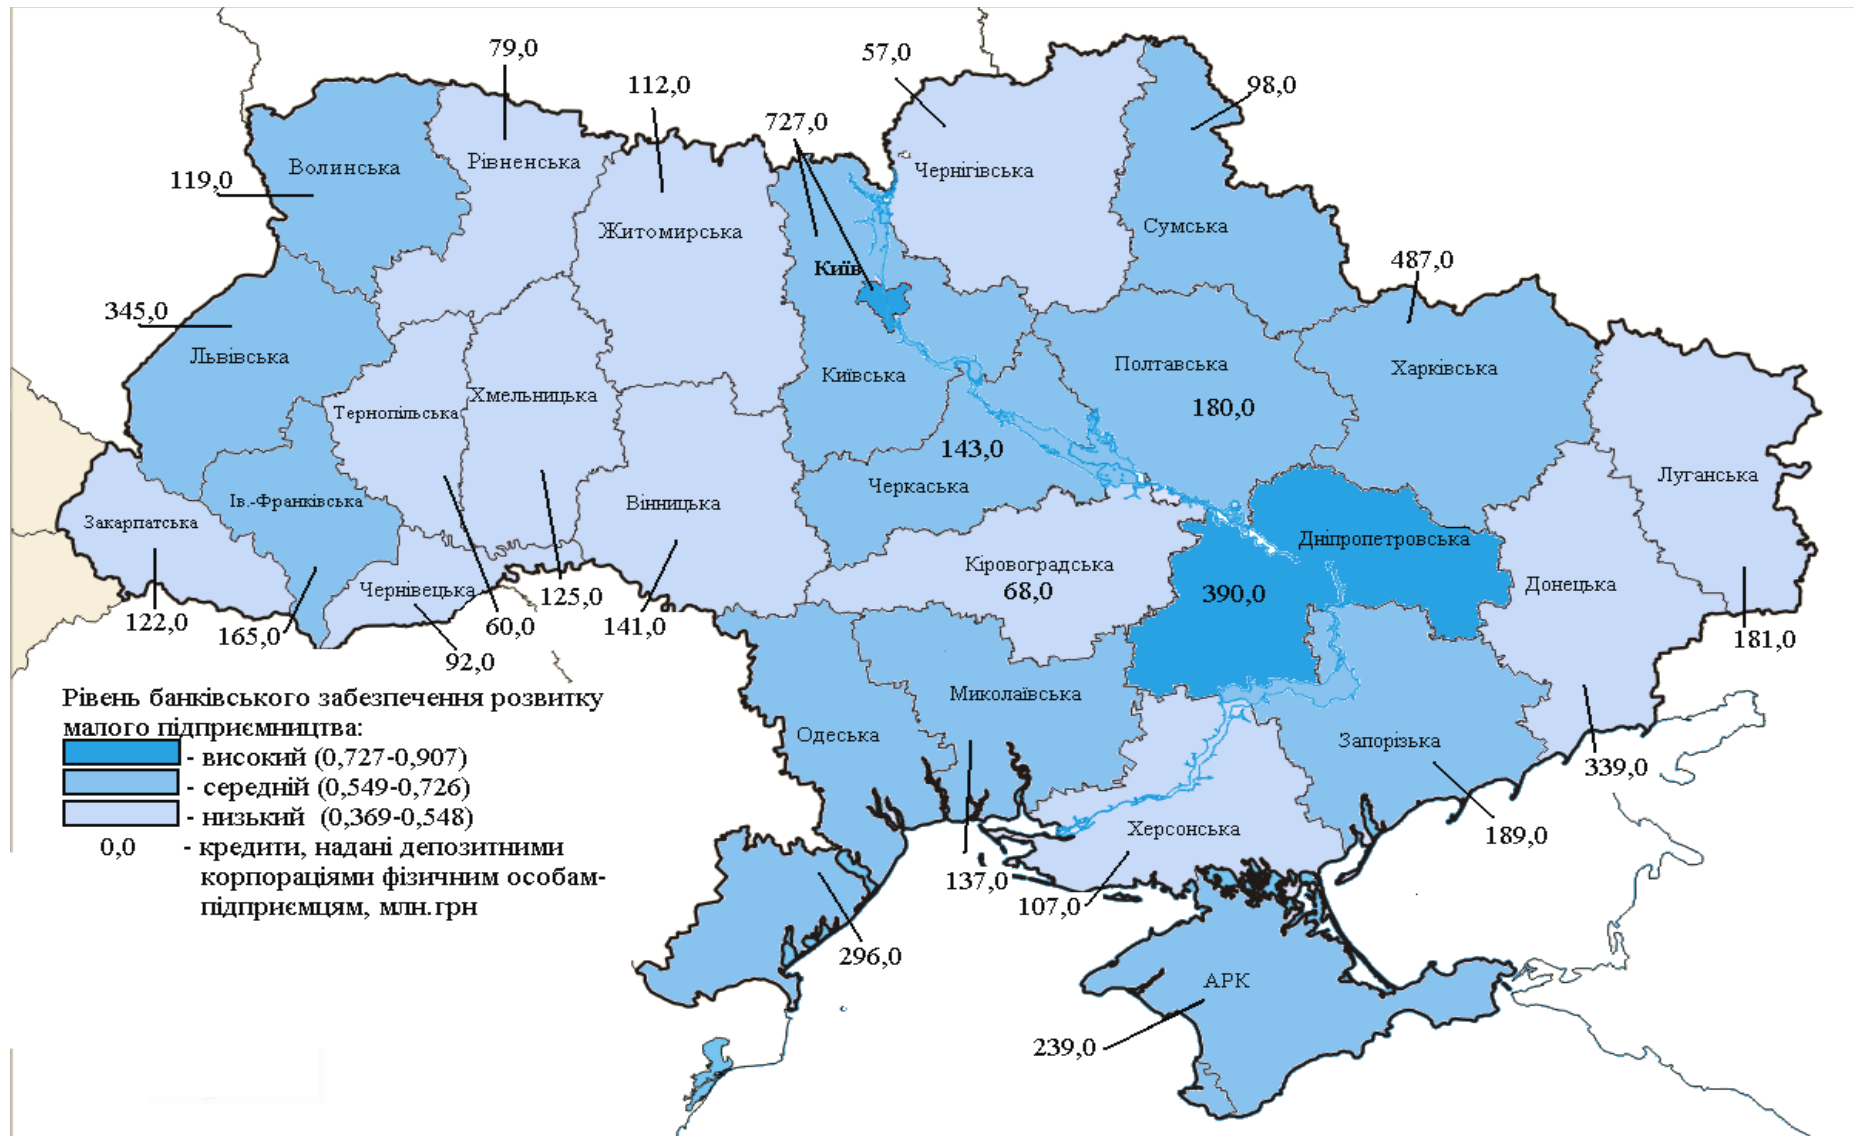 79,0
57,0
112,0
98,0
727,0
Рівненська
Волинська
119,0
Чернігівська
Житомирська
Сумська
Київ
487,0
345,0
Львівська
Київська
Полтавська
Харківська
Хмельницька
Тернопільська
180,0
143,0
Черкаська
Луганська
Ів.-Франківська
Вінницька
Закарпатська
Дніпропетровська
Кіровоградська
68,0
390,0
Донецька
Чернівецька
125,0
122,0
165,0
60,0
141,0
181,0
92,0
Рівень банківського забезпечення розвитку
малого підприємництва:
- високий (0,727-0,907)
- середній (0,549-0,726)
- низький (0,369-0,548)
0,0 - кредити, надані депозитними
корпораціями фізичним особам-
підприємцям, млн.грн
Миколаївська
Одеська
Запорізька
339,0
Херсонська
189,0
137,0
107,0
296,0
АРК
239,0